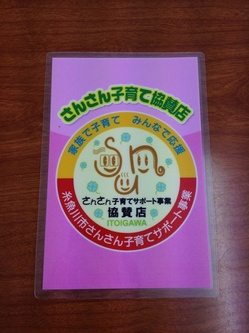 さんさん子育て協賛店
家族で子育て みんなで応援
さんさん子育てサポート事業
協賛店
ITOIGAWA
糸魚川市さんさん子育てサポート事業